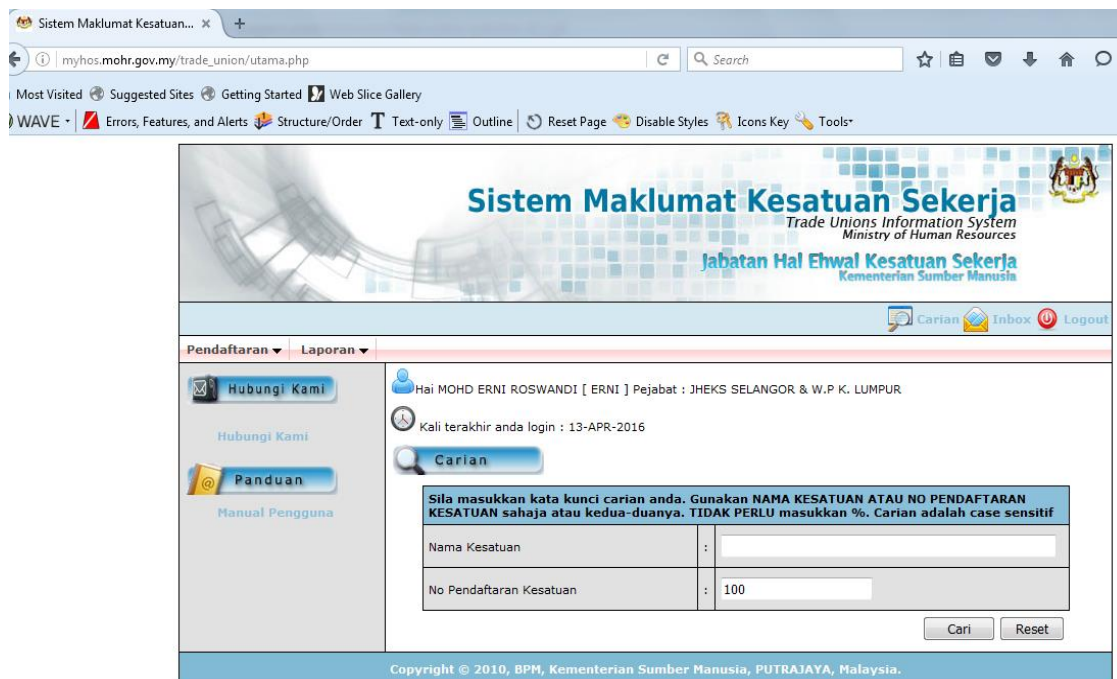 Sistem Maklumat Kesatuan... × +
myhos.mohr.gov.my/trade_union/utama.php Search
Most Visited Suggested Sites Getting Started Web Slice Gallery
WAVE Errors, Features, and Alerts Structure/Order Text-only Outline Reset Page Disable Styles Icons Key Tools
Sistem Maklumat Kesatuan Sekerja
Trade Unions Information System
Ministry of Human Resources
Jabatan Hal Ehwal Kesatuan Sekerja
Kementerian Sumber Manusia
Carian Inbox Logout
Pendaftaran Laporan
Hubungi Kami
Hubungi Kami
Panduan
Manual Pengguna
Hai MOHD ERNI ROSWANDI [ ERNI ] Pejabat : JHEKS SELANGOR & W.P K. LUMPUR
Kali terakhir anda login : 13-APR-2016
Carian
Sila masukkan kata kunci carian anda. Gunakan NAMA KESATUAN ATAU NO PENDAFTARAN
KESATUAN sahaja atau kedua-duanya. TIDAK PERLU masukkan %. Carian adalah case sensitif
Nama Kesatuan :
No Pendaftaran Kesatuan : 100
Cari Reset
Copyright © 2010, BPM, Kementerian Sumber Manusia, PUTRAJAYA, Malaysia.